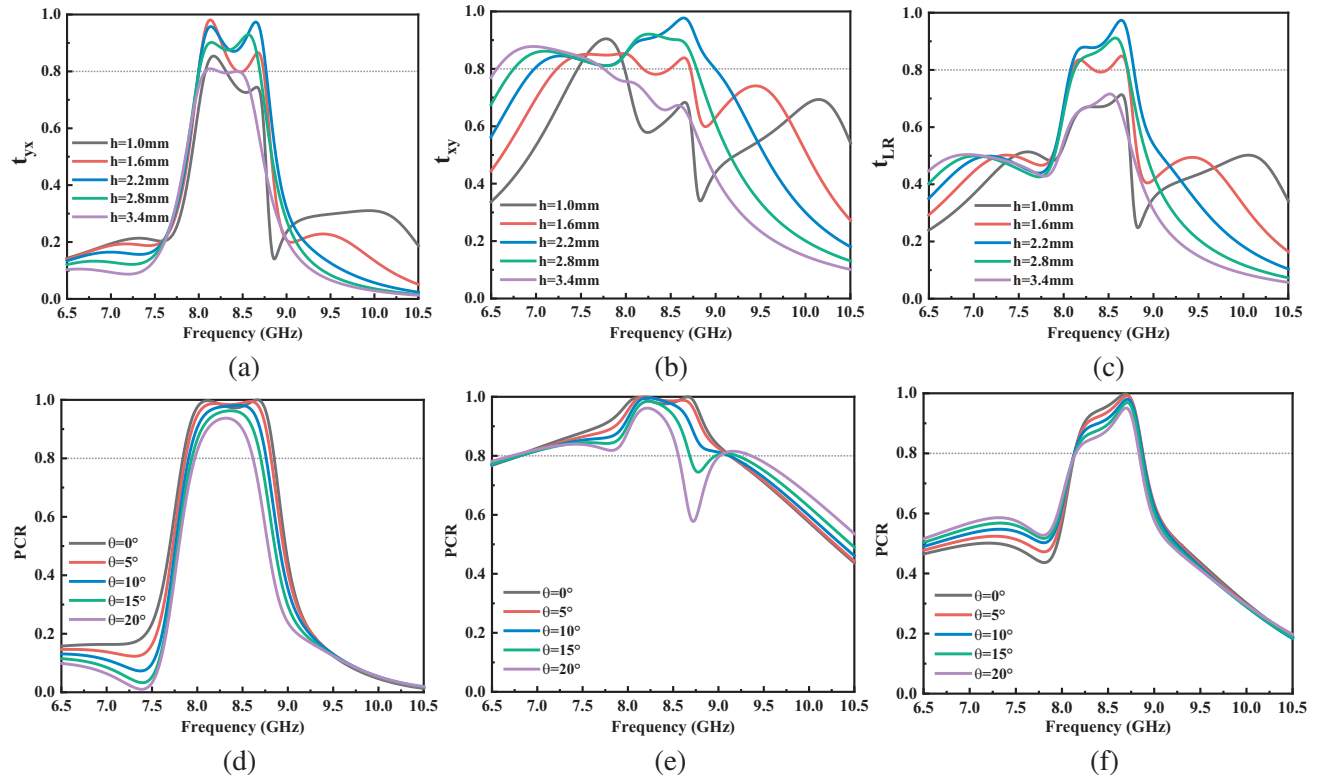 1.0
0.8
0.6
0.4
0.2
0.0
t_yx
h=1.0mm
h=1.6mm
h=2.2mm
h=2.8mm
h=3.4mm
6.5 7.0 7.5 8.0 8.5 9.0 9.5 10.0 10.5
Frequency (GHz)
(a)
1.0
0.8
0.6
0.4
0.2
0.0
t_xy
h=1.0mm
h=1.6mm
h=2.2mm
h=2.8mm
h=3.4mm
6.5 7.0 7.5 8.0 8.5 9.0 9.5 10.0 10.5
Frequency (GHz)
(b)
1.0
0.8
0.6
0.4
0.2
0.0
t_LR
h=1.0mm
h=1.6mm
h=2.2mm
h=2.8mm
h=3.4mm
6.5 7.0 7.5 8.0 8.5 9.0 9.5 10.0 10.5
Frequency (GHz)
(c)
1.0
0.8
0.6
0.4
0.2
0.0
PCR
θ=0°
θ=5°
θ=10°
θ=15°
θ=20°
6.5 7.0 7.5 8.0 8.5 9.0 9.5 10.0 10.5
Frequency (GHz)
(d)
1.0
0.8
0.6
0.4
0.2
0.0
PCR
θ=0°
θ=5°
θ=10°
θ=15°
θ=20°
6.5 7.0 7.5 8.0 8.5 9.0 9.5 10.0 10.5
Frequency (GHz)
(e)
1.0
0.8
0.6
0.4
0.2
0.0
PCR
θ=0°
θ=5°
θ=10°
θ=15°
θ=20°
6.5 7.0 7.5 8.0 8.5 9.0 9.5 10.0 10.5
Frequency (GHz)
(f)